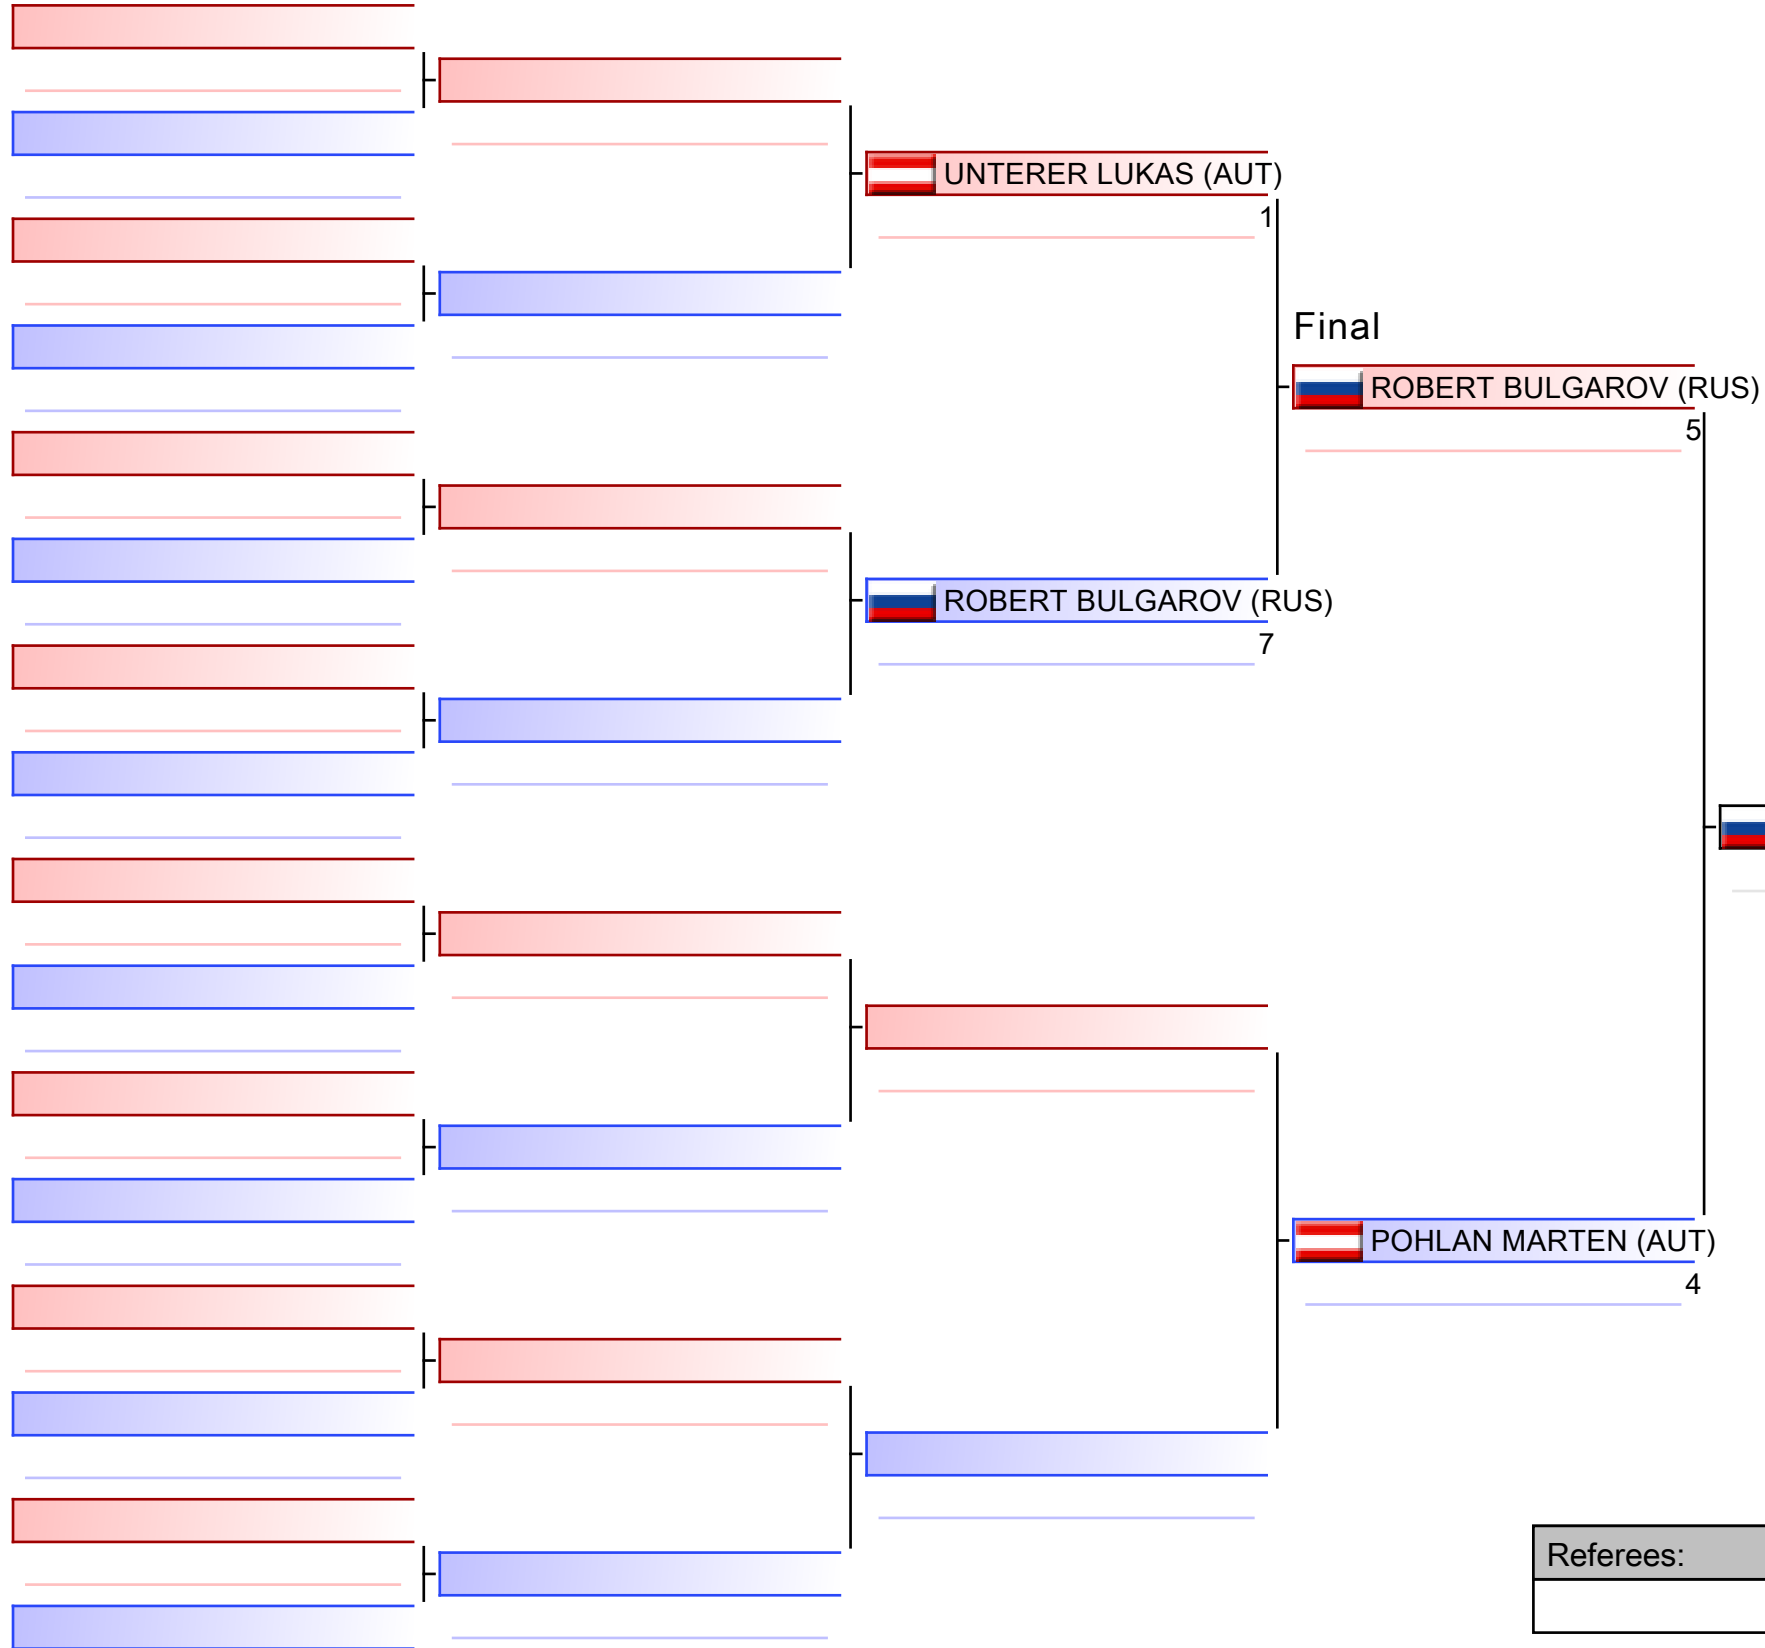 UNTERER LUKAS (AUT)
1
Final
ROBERT BULGAROV (RUS)
5
ROBERT BULGAROV (RUS)
7
POHLAN MARTEN (AUT)
4
Referees: